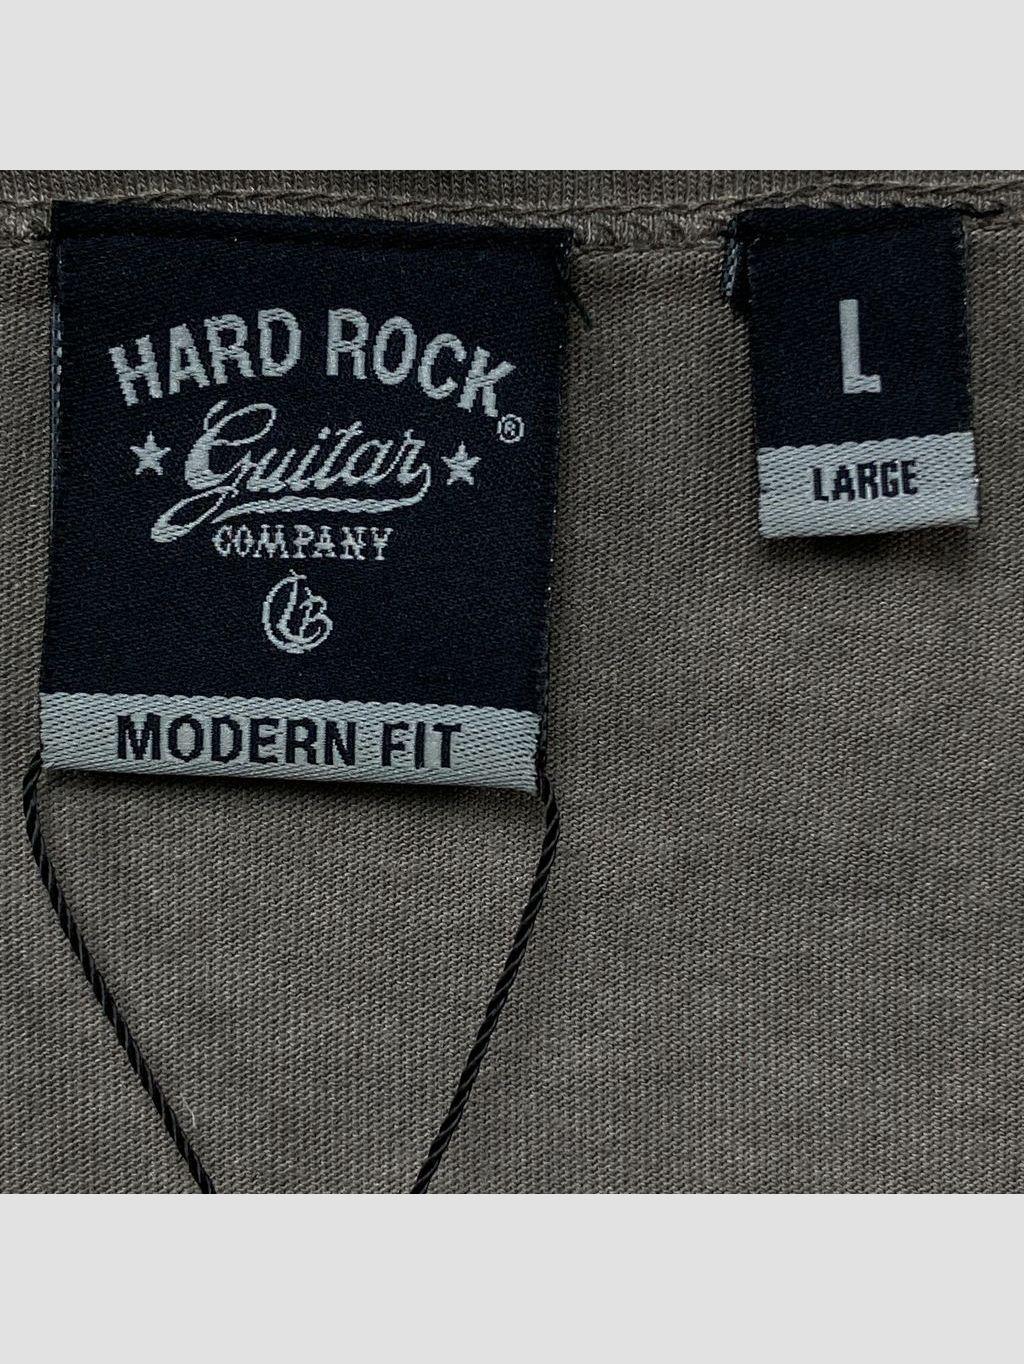 HARD ROCK®
Guitar
COMPANY
MODERN FIT
L
LARGE